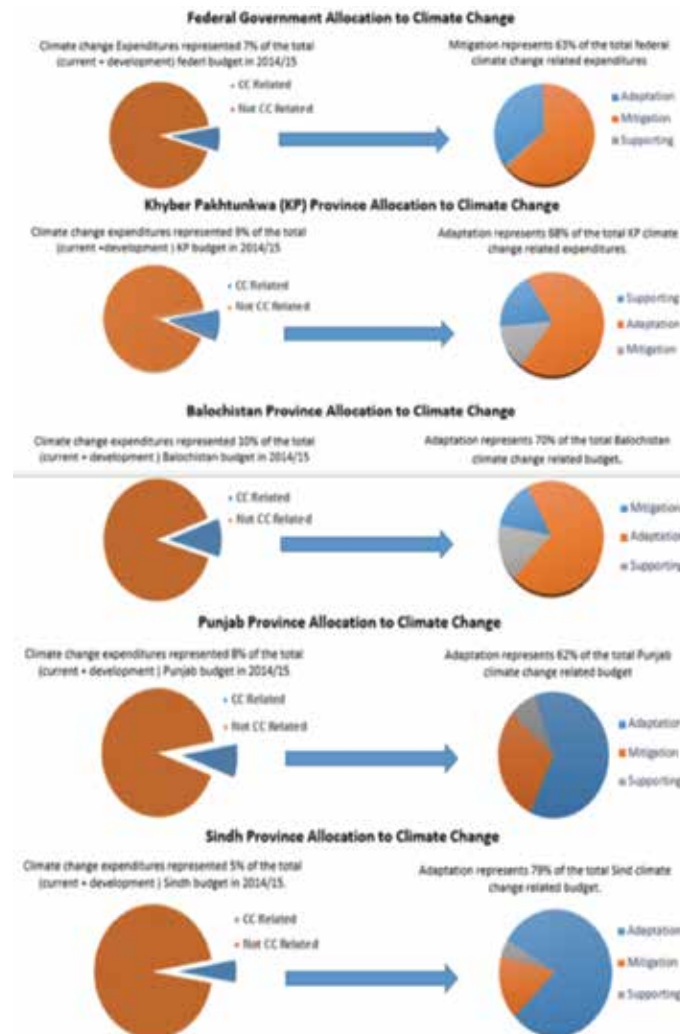 Federal Government Allocation to Climate Change
Climate change Expenditures represented 7% of the total
(current + development) federl budget in 2014/15
Mitigation represents 63% of the total federal
climate change related expenditures
CC Related
Not CC Related
Adaptation
Mitigation
Supporting
Khyber Pakhtunkwa (KP) Province Allocation to Climate Change
Climate change expenditures represented 9% of the total
(current +development ) KP budget in 2014/15
Adaptation represents 68% of the total KP climate
change related expenditures.
CC Related
Not CC Related
Supporting
Adaptation
Mitigation
Balochistan Province Allocation to Climate Change
Climate change expenditures represented 10% of the total
(current + development ) Balochistan budget in 2014/15
Adaptation represents 70% of the total Balochistan
climate change related budget.
CC Related
Not CC Related
Mitigation
Adaptation
Supporting
Punjab Province Allocation to Climate Change
Climate change expenditures represented 8% of the total
(current + development ) Punjab budget in 2014/15
Adaptation represents 62% of the total Punjab
climate change related budget
CC Related
Not CC Related
Adaptation
Mitigation
Supporting
Sindh Province Allocation to Climate Change
Climate change expenditures represented 5% of the total
(current + development ) Sindh budget in 2014/15.
Adaptation represents 79% of the total Sind climate
change related budget.
CC Related
Not CC Related
Adaptation
Mitigation
Supporting